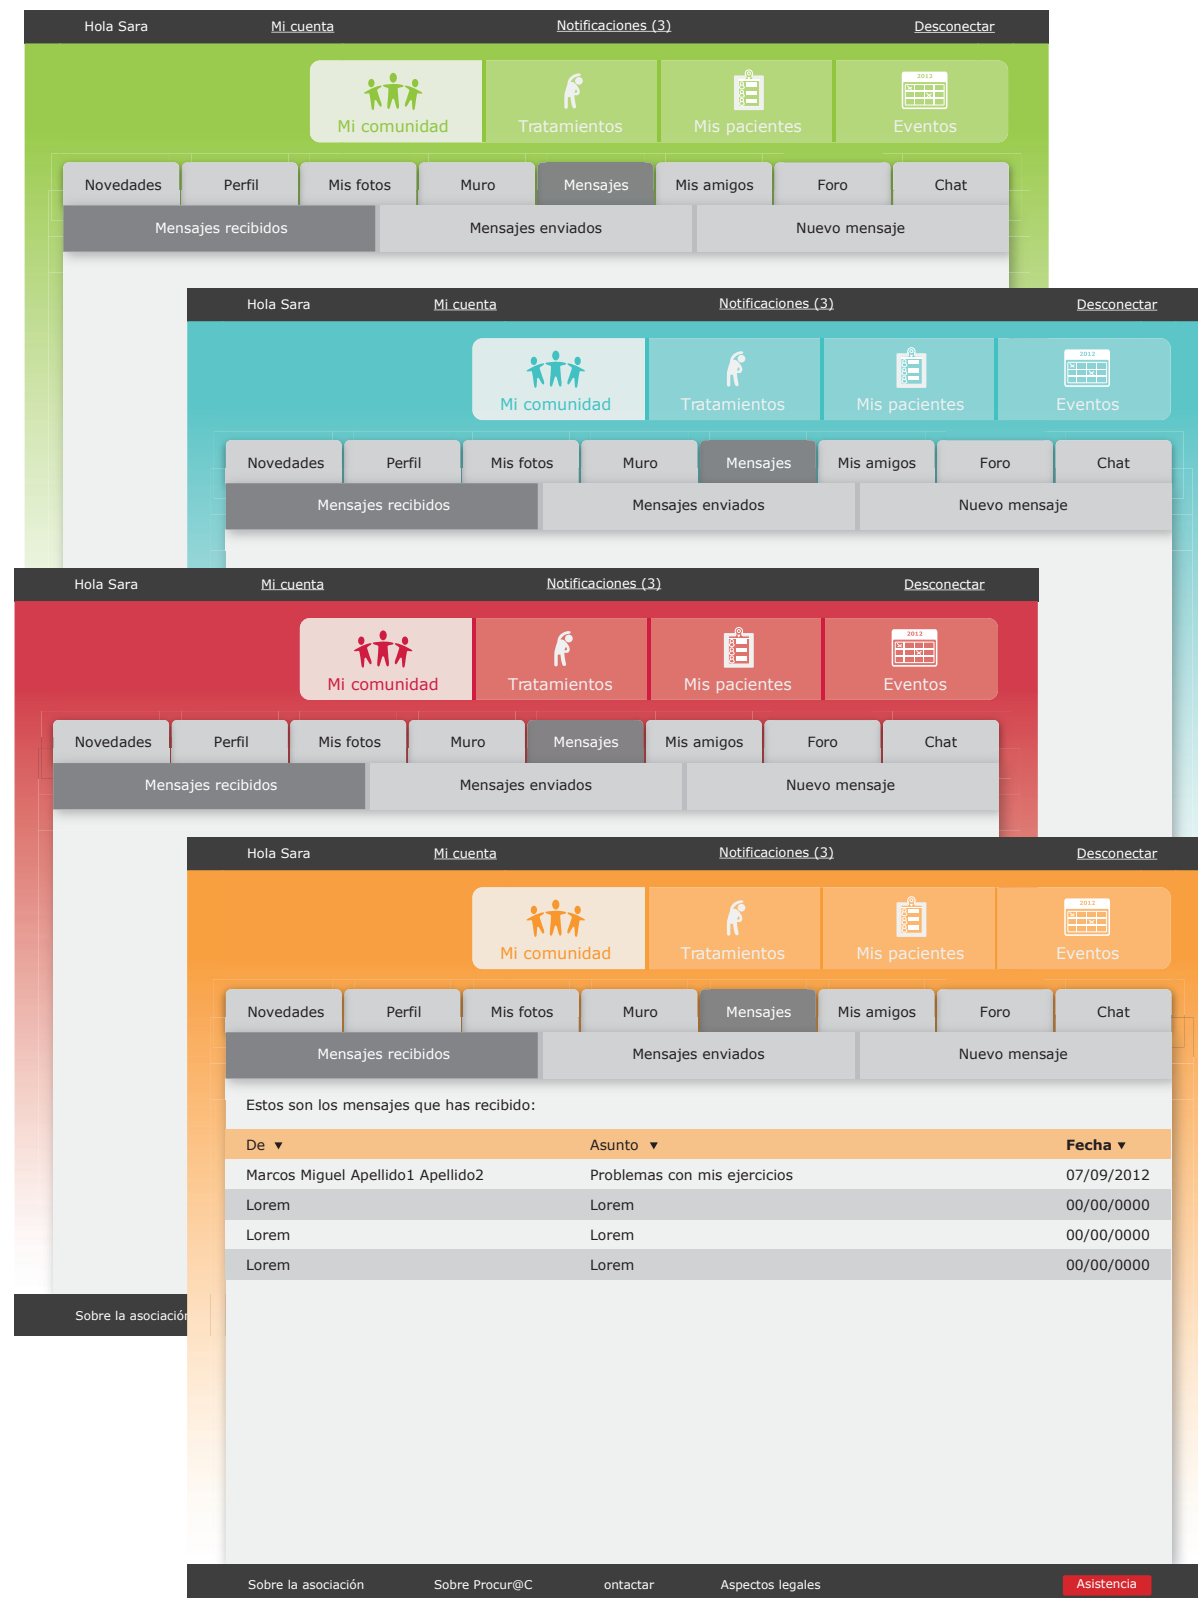 Hola Sara Mi cuenta Notificaciones (3) Desconectar
2012
Mi comunidad Tratamientos Mis pacientes Eventos
Novedades Perfil Mis fotos Muro Mensajes Mis amigos Foro Chat
Mensajes recibidos Mensajes enviados Nuevo mensaje
Hola Sara Mi cuenta Notificaciones (3) Desconectar
2012
Mi comunidad Tratamientos Mis pacientes Eventos
Novedades Perfil Mis fotos Muro Mensajes Mis amigos Foro Chat
Mensajes recibidos Mensajes enviados Nuevo mensaje
Hola Sara Mi cuenta Notificaciones (3) Desconectar
2012
Mi comunidad Tratamientos Mis pacientes Eventos
Novedades Perfil Mis fotos Muro Mensajes Mis amigos Foro Chat
Mensajes recibidos Mensajes enviados Nuevo mensaje
Sobre la asociación
Hola Sara Mi cuenta Notificaciones (3) Desconectar
2012
Mi comunidad Tratamientos Mis pacientes Eventos
Novedades Perfil Mis fotos Muro Mensajes Mis amigos Foro Chat
Mensajes recibidos Mensajes enviados Nuevo mensaje
Estos son los mensajes que has recibido:
De ▼ Asunto ▼ Fecha ▼
Marcos Miguel Apellido1 Apellido2 Problemas con mis ejercicios 07/09/2012
Lorem Lorem 00/00/0000
Lorem Lorem 00/00/0000
Lorem Lorem 00/00/0000
Sobre la asociación Sobre Procur@C ontactar Aspectos legales Asistencia